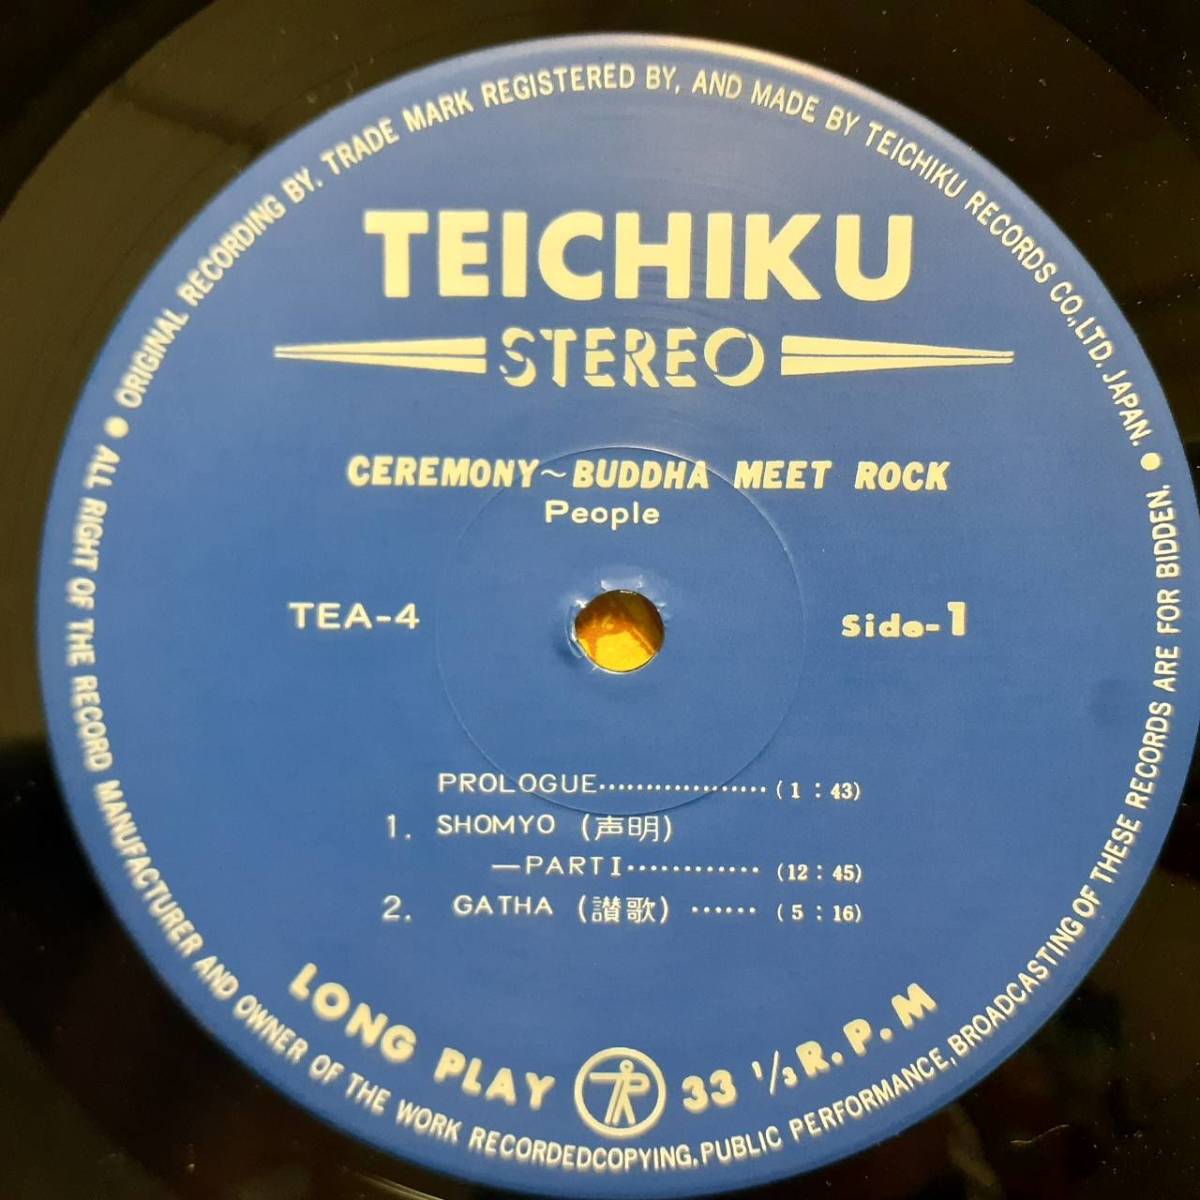 ORIGINAL RECORDING BY, TRADE MARK REGISTERED BY, AND MADE BY TEICHIKU RECORDS CO., LTD. JAPAN. ●
TEICHIKU
STEREO
CEREMONY~BUDDHA MEET ROCK
People
TEA-4
Side-1
PROLOGUE.................. (1:43)
1. SHOMYO (声明)
—PART I............ (12:45)
2. GATHA (讃歌) ...... (5:16)
LONG PLAY TR 33 1/3 R.P.M
● ALL RIGHT OF THE RECORD MANUFACTURER AND OWNER OF THE WORK RECORDEDCOPYING, PUBLIC PERFORMANCE, BROADCASTING OF THESE RECORDS ARE FOR BIDDEN.